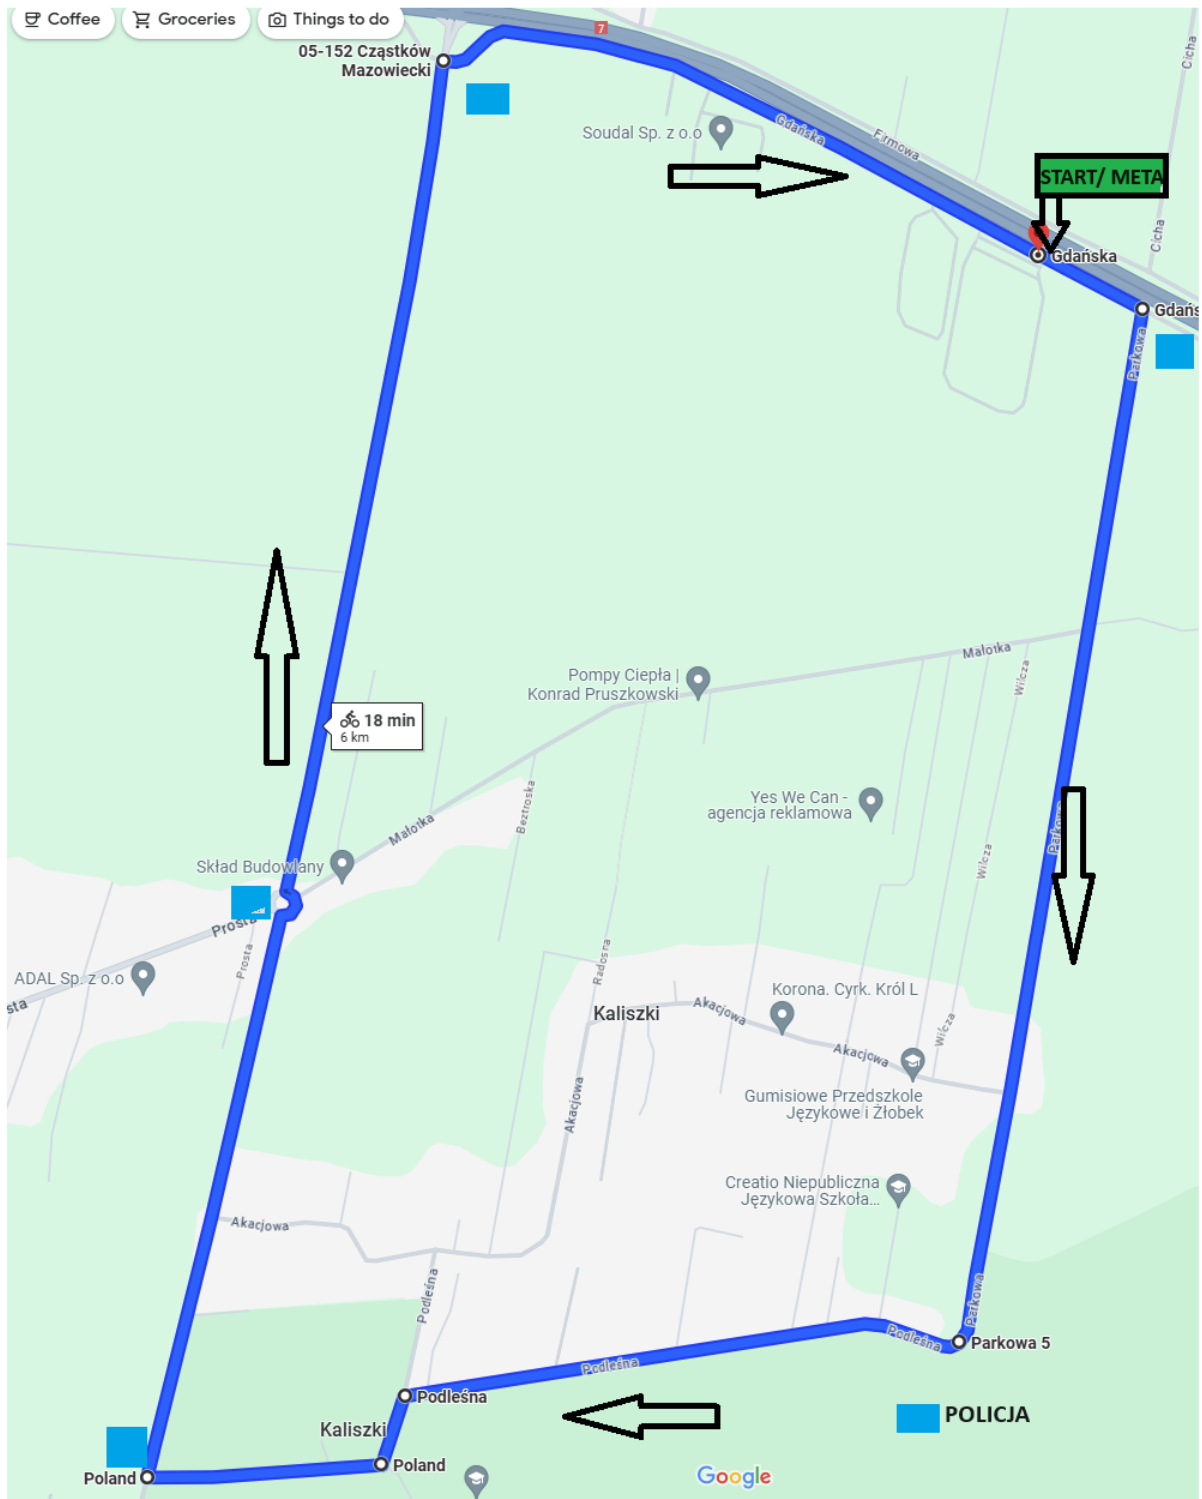 Coffee
Groceries
Things to do
7
05-152 Cząstków
Mazowiecki
Cicha
Soudal Sp. z o.o
Gdańska
Firmowa
START/ META
Cicha
Gdańska
Gdańs
Parkowa
Małotka
Pompy Ciepła |
Konrad Pruszkowski
Wilcza
18 min
6 km
Beztroska
Yes We Can -
agencja reklamowa
Małotka
Parkowa
Skład Budowlany
Wilcza
Prosta
Prosta
ADAL Sp. z o.o
sta
Radosna
Korona. Cyrk. Król L
Kaliszki
Akacjowa
Wilcza
Akacjowa
Akacjowa
Gumisiowe Przedszkole
Językowe i Żłobek
Creatio Niepubliczna
Językowa Szkoła...
Akacjowa
Podleśna
Parkowa
Podleśna
Parkowa 5
Podleśna
Podleśna
POLICJA
Kaliszki
Poland
Poland
Google